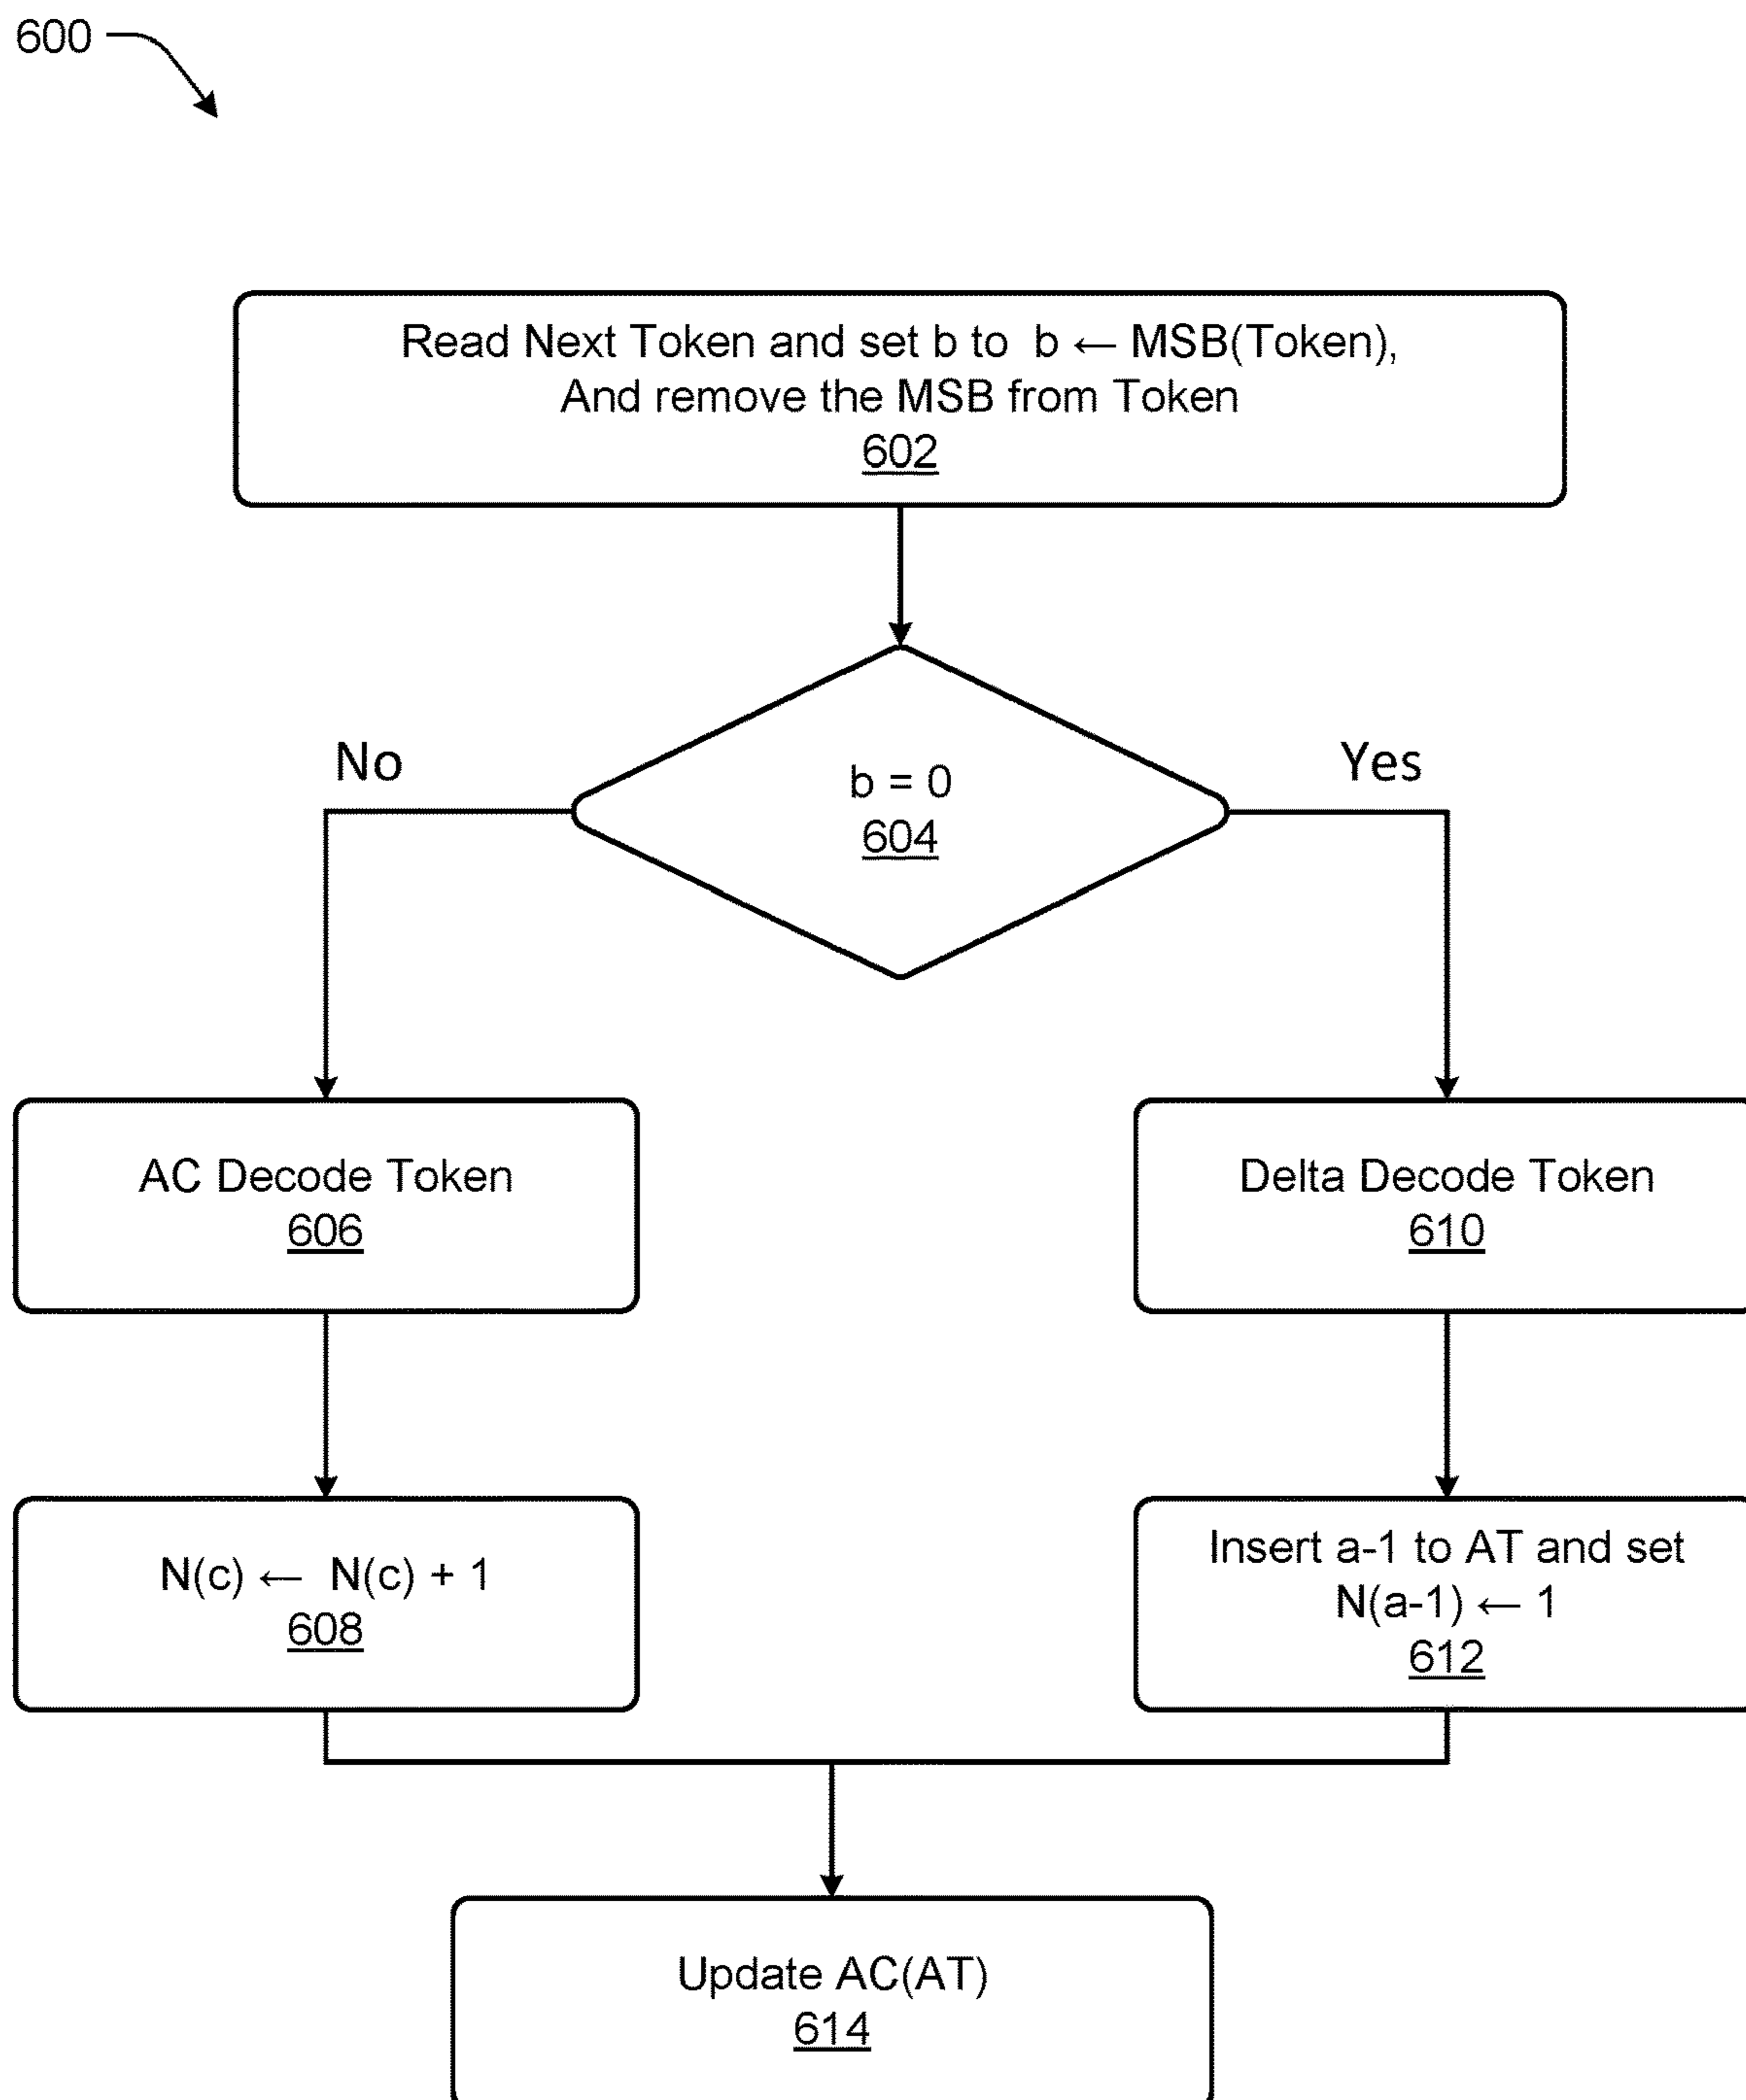 600
Read Next Token and set b to b ← MSB(Token),
And remove the MSB from Token
602
No
Yes
b = 0
604
AC Decode Token
606
Delta Decode Token
610
N(c) ← N(c) + 1
608
Insert a-1 to AT and set
N(a-1) ← 1
612
Update AC(AT)
614